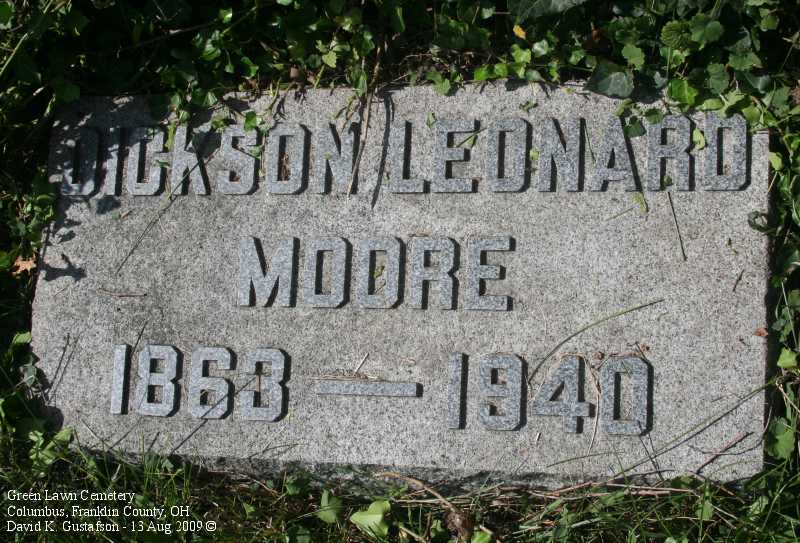 DICKSON LEONARD
MOORE
1863 — 1940
Green Lawn Cemetery
Columbus, Franklin County, OH
David K. Gustafson - 13 Aug 2009 ©